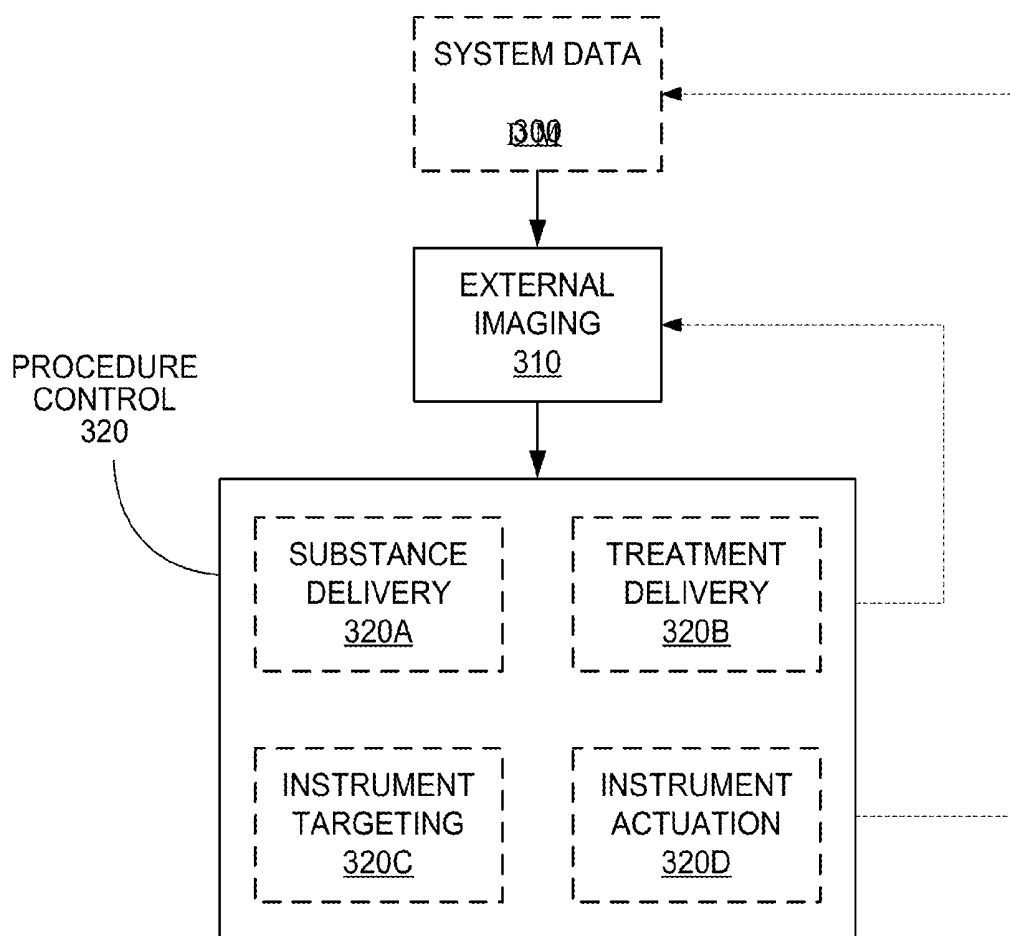 SYSTEM DATA
EXTERNAL
IMAGING
310
PROCEDURE
CONTROL
320
SUBSTANCE
DELIVERY
320A
TREATMENT
DELIVERY
320B
INSTRUMENT
TARGETING
320C
INSTRUMENT
ACTUATION
320D